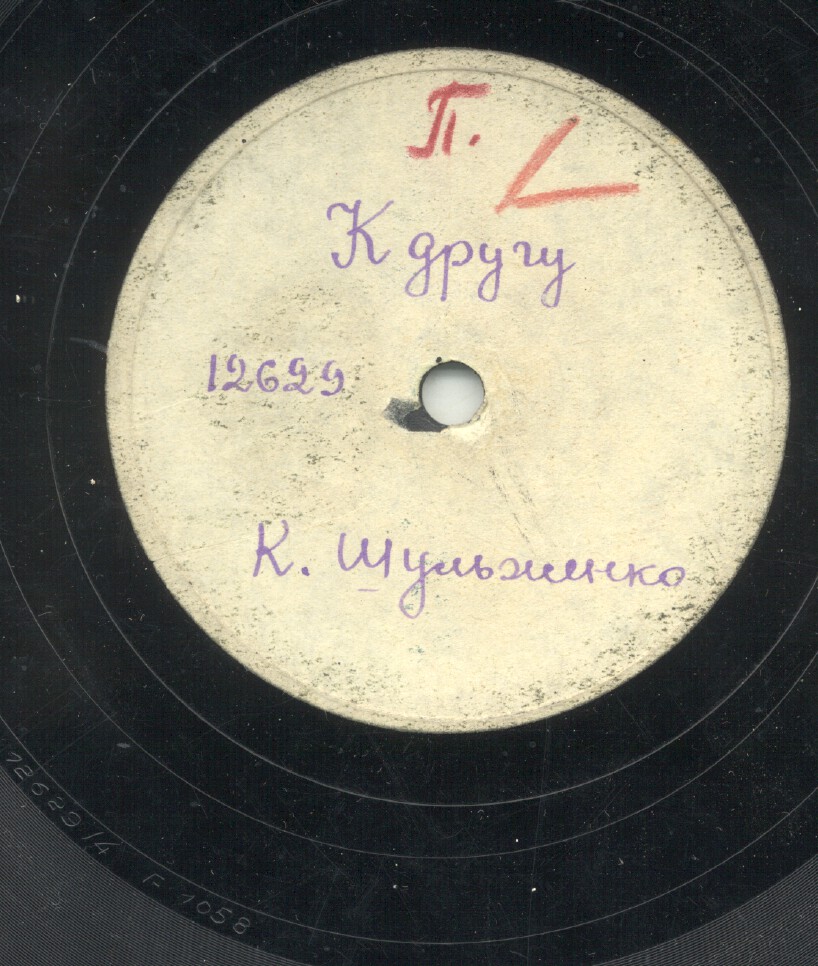 П.
К другу
12629
К. Шульженко
12629/4 F 1058